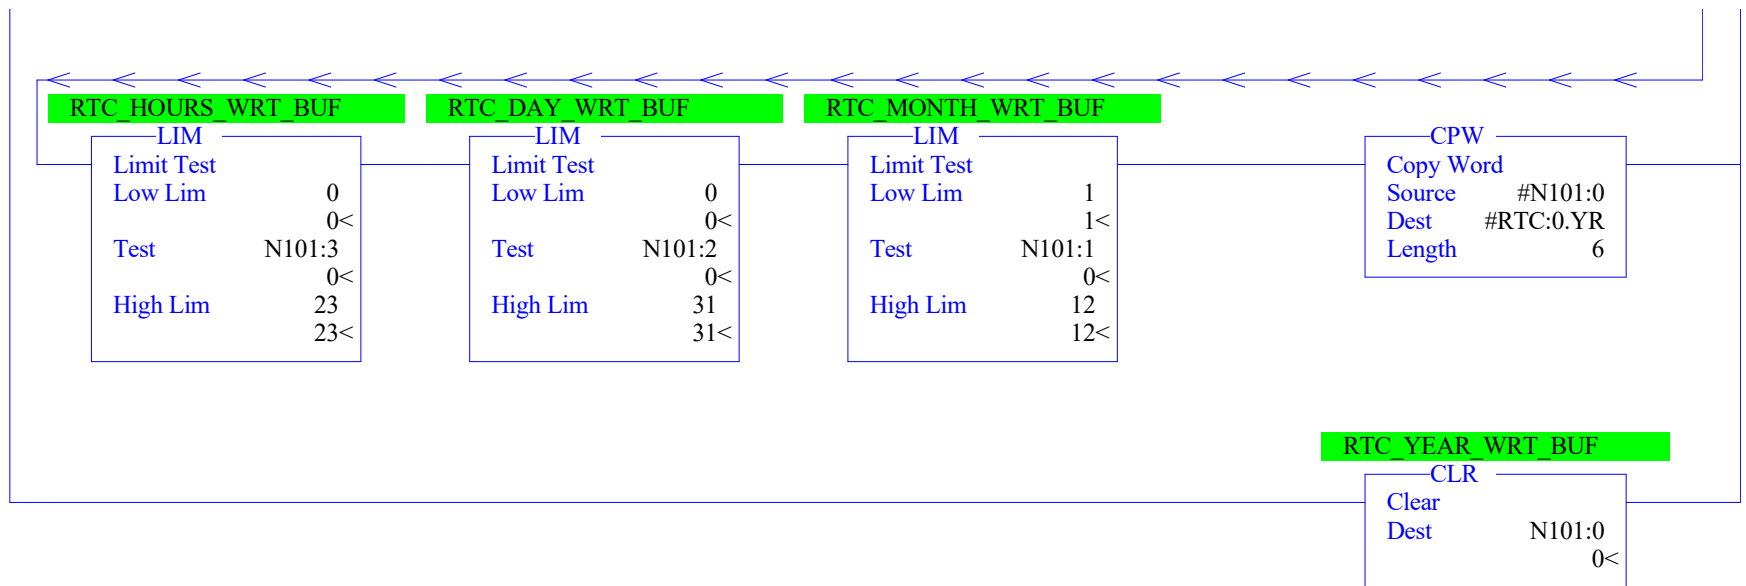 RTC_HOURS_WRT_BUF
LIM
Limit Test
Low Lim 0
0<
Test N101:3
0<
High Lim 23
23<
RTC_DAY_WRT_BUF
LIM
Limit Test
Low Lim 0
0<
Test N101:2
0<
High Lim 31
31<
RTC_MONTH_WRT_BUF
LIM
Limit Test
Low Lim 1
1<
Test N101:1
0<
High Lim 12
12<
CPW
Copy Word
Source #N101:0
Dest #RTC:0.YR
Length 6
RTC_YEAR_WRT_BUF
CLR
Clear
Dest N101:0
0<